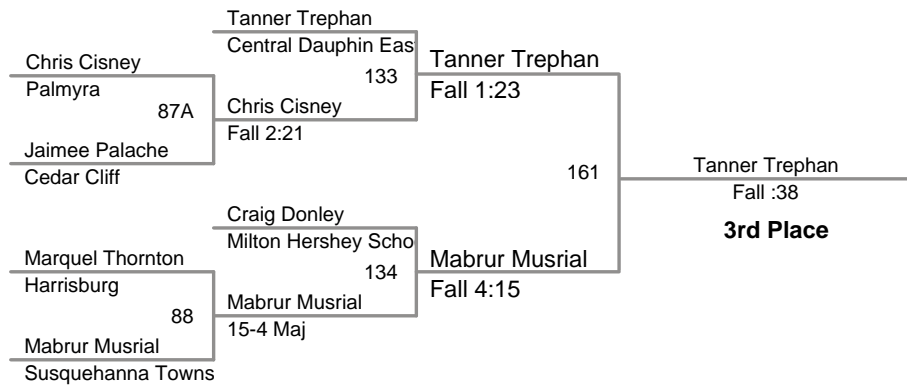 Tanner Trephan
Central Dauphin Eas
133
Chris Cisney
Palmyra
87A
Jaimee Palache
Cedar Cliff
Chris Cisney
Fall 2:21
Tanner Trephan
Fall 1:23
161
Tanner Trephan
Fall :38
3rd Place
Craig Donley
Milton Hershey Scho
134
Marquel Thornton
Harrisburg
88
Mabrur Musrial
Susquehanna Towns
Mabrur Musrial
15-4 Maj
Mabrur Musrial
Fall 4:15